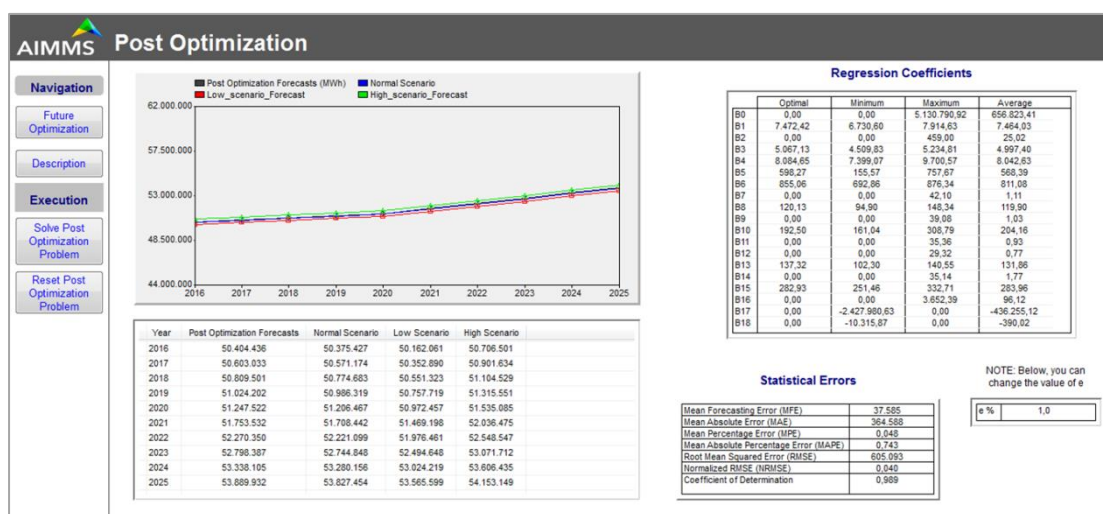 AIMMS
Post Optimization
Navigation
Future
Optimization
Description
Execution
Solve Post
Optimization
Problem
Reset Post
Optimization
Problem
Post Optimization Forecasts (MWh) Normal Scenario
Low_scenario_Forecast High_scenario_Forecast
62.000.000
57.500.000
53.000.000
48.500.000
44.000.000
2016 2017 2018 2019 2020 2021 2022 2023 2024 2025
Year Post Optimization Forecasts Normal Scenario Low Scenario High Scenario
2016 50.404.436 50.375.427 50.162.061 50.706.501
2017 50.603.033 50.571.174 50.352.890 50.901.634
2018 50.809.501 50.774.683 50.551.323 51.104.529
2019 51.024.202 50.986.319 50.757.719 51.315.551
2020 51.247.522 51.206.467 50.972.457 51.535.085
2021 51.753.532 51.708.442 51.469.198 52.036.475
2022 52.270.350 52.221.099 51.976.461 52.548.547
2023 52.798.387 52.744.848 52.494.648 53.071.712
2024 53.338.105 53.280.156 53.024.219 53.606.435
2025 53.889.932 53.827.454 53.565.599 54.153.149
Regression Coefficients
Optimal Minimum Maximum Average
B0 0,00 0,00 5.130.790,92 656.823,41
B1 7.472,42 6.730,60 7.914,63 7.464,03
B2 0,00 0,00 459,00 25,02
B3 5.067,13 4.509,83 5.234,81 4.997,40
B4 8.084,65 7.399,07 9.700,57 8.042,63
B5 598,27 155,57 757,67 568,39
B6 855,06 692,86 876,34 811,08
B7 0,00 0,00 42,10 1,11
B8 120,13 94,90 148,34 119,90
B9 0,00 0,00 39,08 1,03
B10 192,50 161,04 308,79 204,16
B11 0,00 0,00 35,36 0,93
B12 0,00 0,00 29,32 0,77
B13 137,32 102,30 140,55 131,86
B14 0,00 0,00 35,14 1,77
B15 282,93 251,46 332,71 283,96
B16 0,00 0,00 3.652,39 96,12
B17 0,00 -2.427.980,63 0,00 -436.255,12
B18 0,00 -10.315,87 0,00 -390,02
Statistical Errors
Mean Forecasting Error (MFE) 37.585
Mean Absolute Error (MAE) 364.588
Mean Percentage Error (MPE) 0,048
Mean Absolute Percentage Error (MAPE) 0,743
Root Mean Squared Error (RMSE) 605.093
Normalized RMSE (NRMSE) 0,040
Coefficient of Determination 0,989
NOTE: Below, you can
change the value of e
e % 1,0